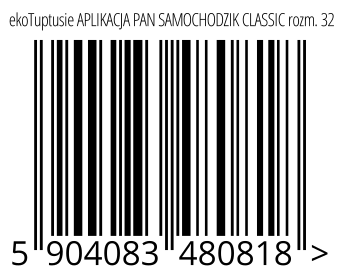 ekoTuptusie APLIKACJA PAN SAMOCHODZIK CLASSIC rozm. 32
5 904083 480818 >